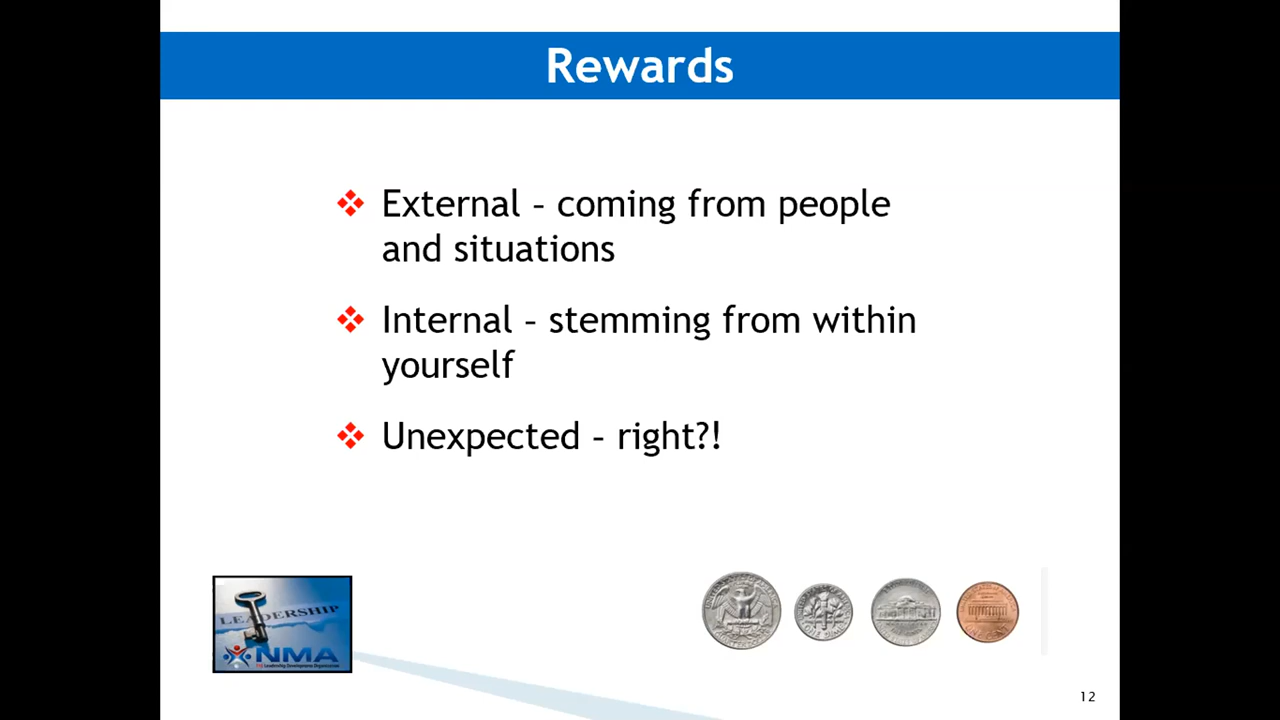 Rewards
External – coming from people
and situations
Internal – stemming from within
yourself
Unexpected – right?!
LEADERSHIP
NMA
12